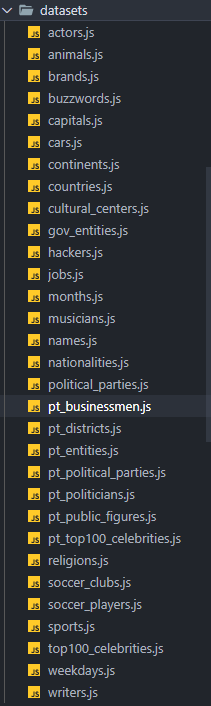 datasets
JS actors.js
JS animals.js
JS brands.js
JS buzzwords.js
JS capitals.js
JS cars.js
JS continents.js
JS countries.js
JS cultural_centers.js
JS gov_entities.js
JS hackers.js
JS jobs.js
JS months.js
JS musicians.js
JS names.js
JS nationalities.js
JS political_parties.js
JS pt_businessmen.js
JS pt_districts.js
JS pt_entities.js
JS pt_political_parties.js
JS pt_politicians.js
JS pt_public_figures.js
JS pt_top100_celebrities.js
JS religions.js
JS soccer_clubs.js
JS soccer_players.js
JS sports.js
JS top100_celebrities.js
JS weekdays.js
JS writers.js